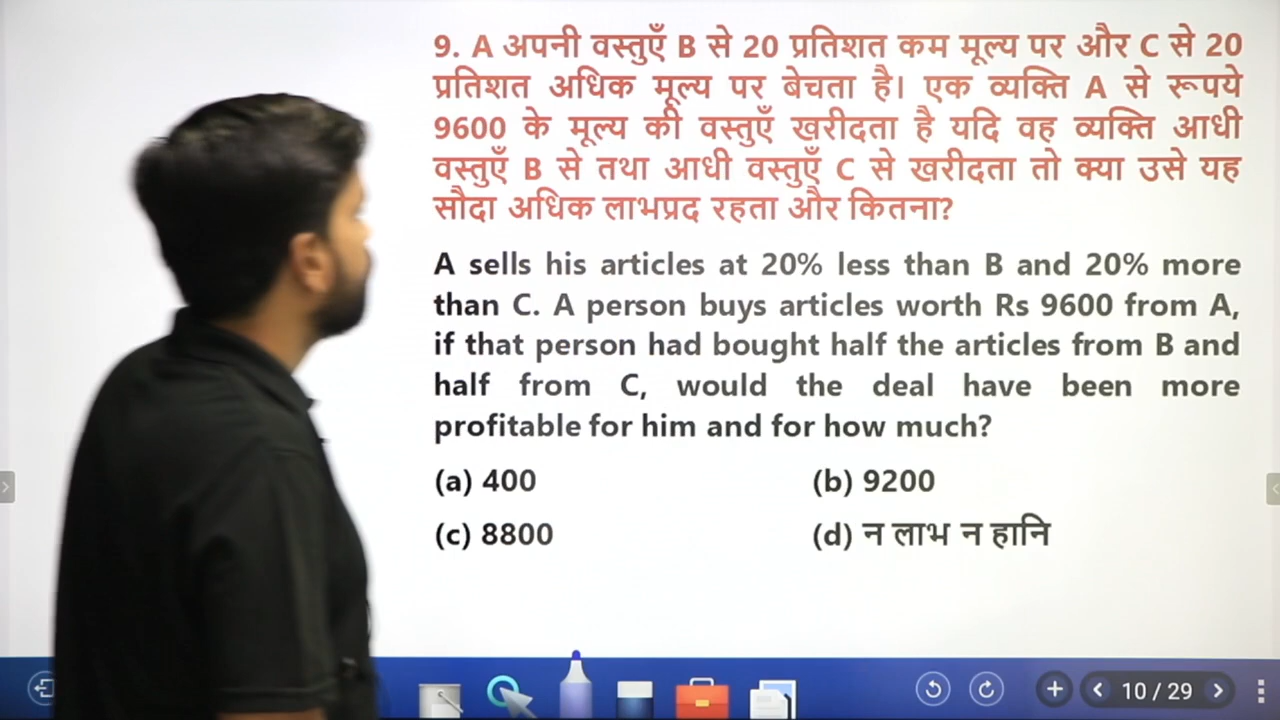 9. A अपनी वस्तुएँ B से 20 प्रतिशत कम मूल्य पर और C से 20
प्रतिशत अधिक मूल्य पर बेचता है। एक व्यक्ति A से रूपये
9600 के मूल्य की वस्तुएँ खरीदता है यदि वह व्यक्ति आधी
वस्तुएँ B से तथा आधी वस्तुएँ C से खरीदता तो क्या उसे यह
सौदा अधिक लाभप्रद रहता और कितना?
A sells his articles at 20% less than B and 20% more
than C. A person buys articles worth Rs 9600 from A,
if that person had bought half the articles from B and
half from C, would the deal have been more
profitable for him and for how much?
(a) 400 (b) 9200
(c) 8800 (d) न लाभ न हानि
10 / 29